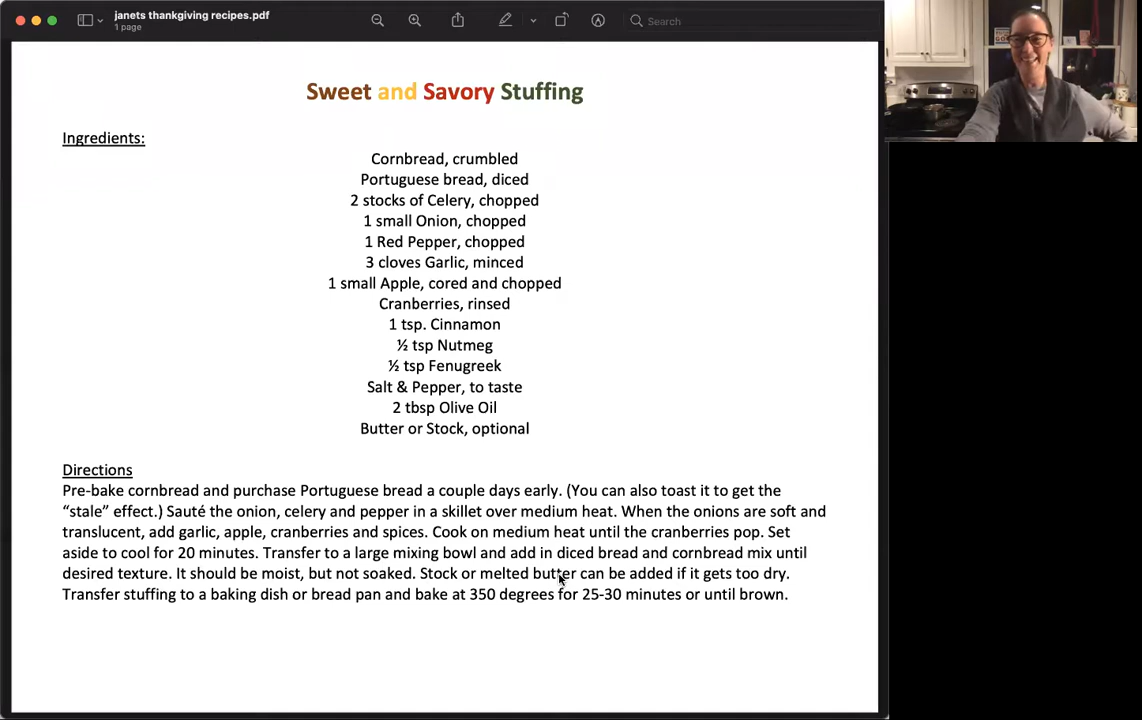 janets thankgiving recipes.pdf
1 page
Search
Sweet and Savory Stuffing
Ingredients:
Cornbread, crumbled
Portuguese bread, diced
2 stocks of Celery, chopped
1 small Onion, chopped
1 Red Pepper, chopped
3 cloves Garlic, minced
1 small Apple, cored and chopped
Cranberries, rinsed
1 tsp. Cinnamon
½ tsp Nutmeg
½ tsp Fenugreek
Salt & Pepper, to taste
2 tbsp Olive Oil
Butter or Stock, optional
Directions
Pre-bake cornbread and purchase Portuguese bread a couple days early. (You can also toast it to get the
“stale” effect.) Sauté the onion, celery and pepper in a skillet over medium heat. When the onions are soft and
translucent, add garlic, apple, cranberries and spices. Cook on medium heat until the cranberries pop. Set
aside to cool for 20 minutes. Transfer to a large mixing bowl and add in diced bread and cornbread mix until
desired texture. It should be moist, but not soaked. Stock or melted butter can be added if it gets too dry.
Transfer stuffing to a baking dish or bread pan and bake at 350 degrees for 25-30 minutes or until brown.